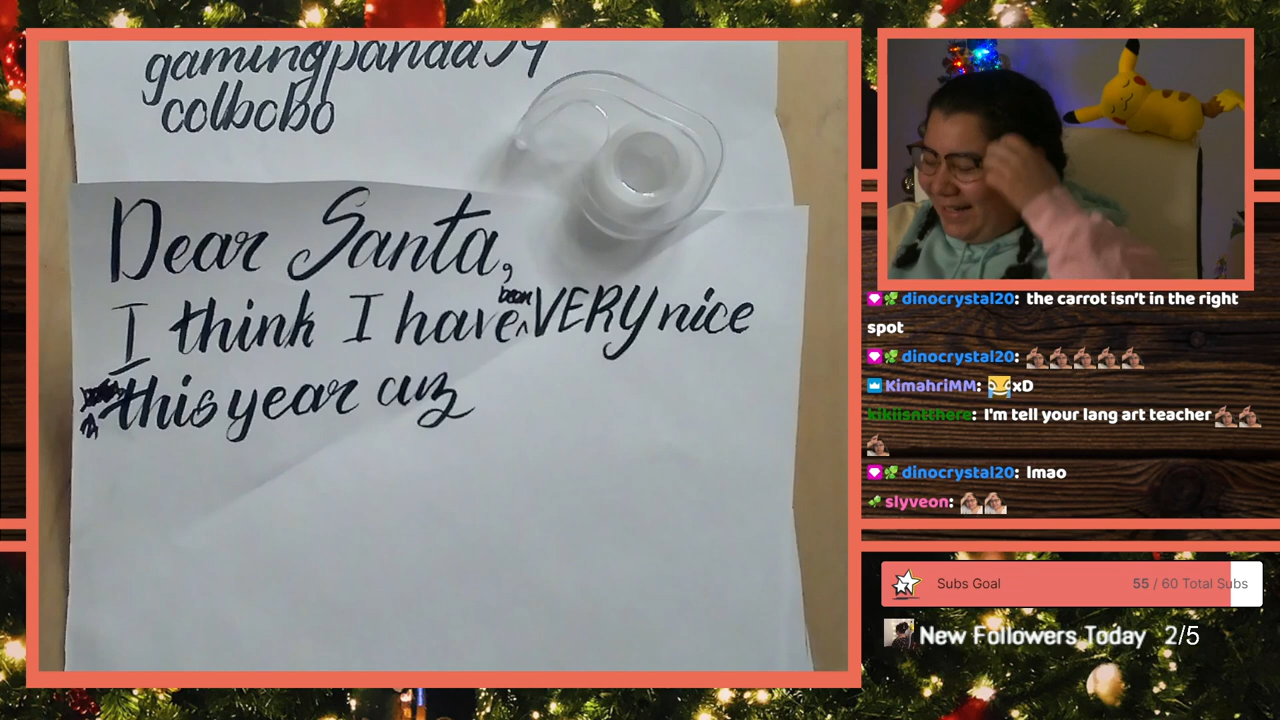 gamingpanda74
colbobo
Dear Santa,
I think I have been VERY nice
this year cuz
dinocrystal20: the carrot isn't in the right
spot
dinocrystal20:
KimahriMM: xD
kikiisntthere: I'm tell your lang art teacher
dinocrystal20: lmao
slyveon:
Subs Goal
55 / 60 Total Subs
New Followers Today 2/5